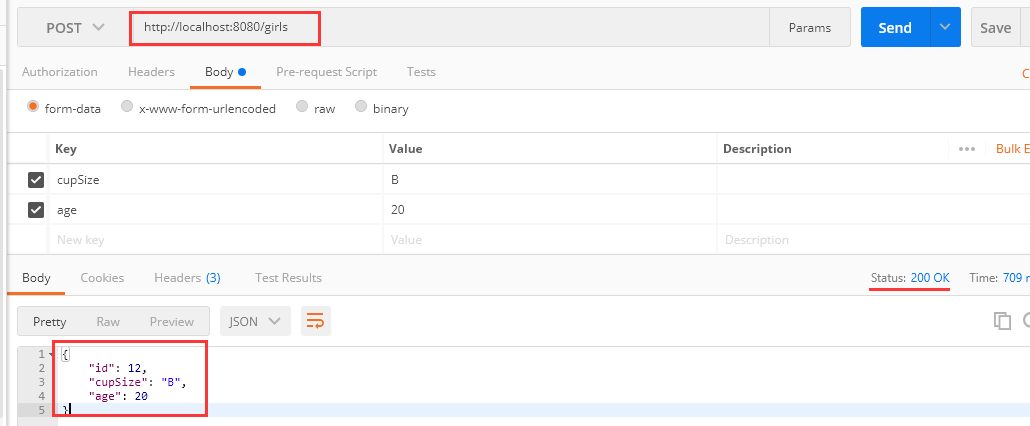 POST http://localhost:8080/girls Params Send Save
Authorization Headers Body Pre-request Script Tests C
form-data x-www-form-urlencoded raw binary
Key Value Description Bulk E
cupSize B
age 20
New key Value Description
Body Cookies Headers (3) Test Results Status: 200 OK Time: 709 m
Pretty Raw Preview JSON
1 {
2 "id": 12,
3 "cupSize": "B",
4 "age": 20
5 }